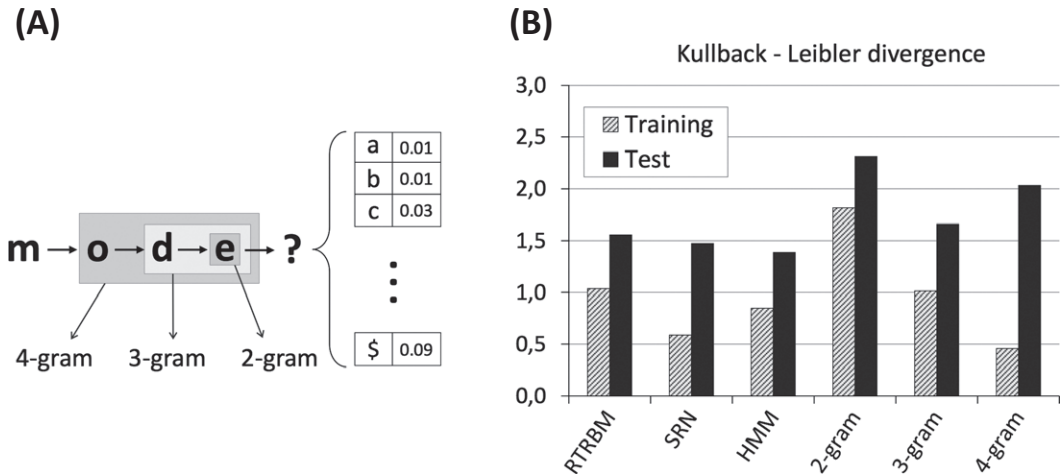 (A)
m o d e ?
4-gram 3-gram 2-gram
a 0.01
b 0.01
c 0.03
$ 0.09
(B)
Kullback - Leibler divergence
3,0
2,5
2,0
1,5
1,0
0,5
0,0
Training
Test
RTRBM
SRN
HMM
2-gram
3-gram
4-gram